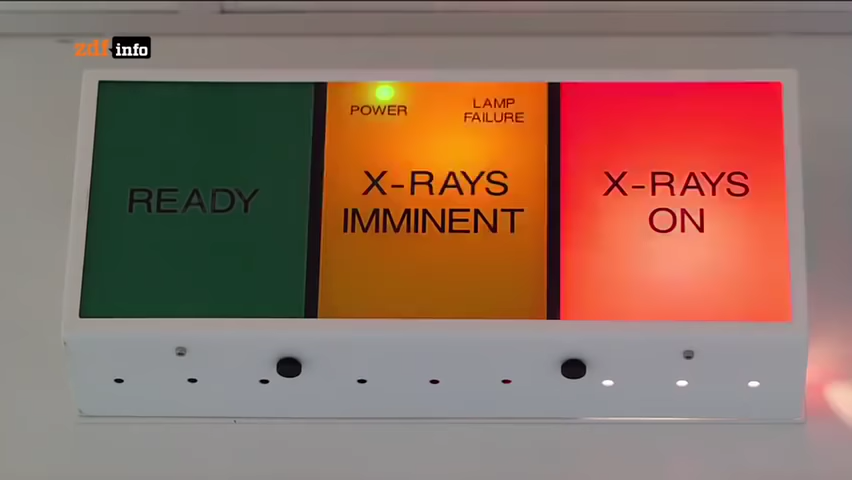 zdf info
READY
POWER
LAMP
FAILURE
X-RAYS
IMMINENT
X-RAYS
ON